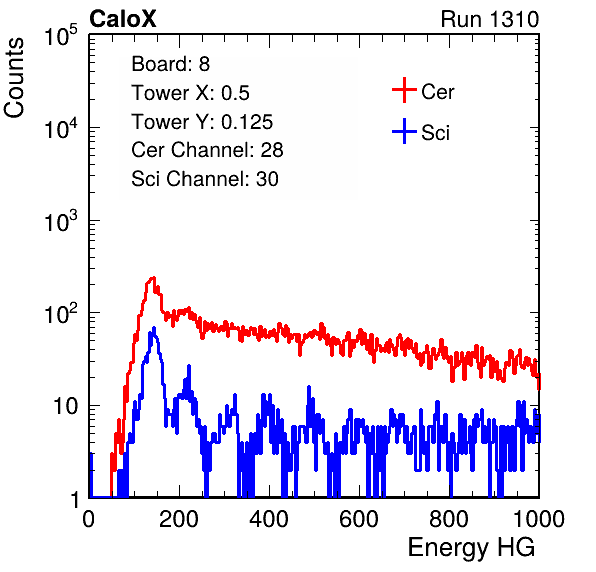 CaloX Run 1310
Counts
Board: 8
Tower X: 0.5
Tower Y: 0.125
Cer Channel: 28
Sci Channel: 30
Cer
Sci
10^5
10^4
10^3
10^2
10
1
0 200 400 600 800 1000
Energy HG